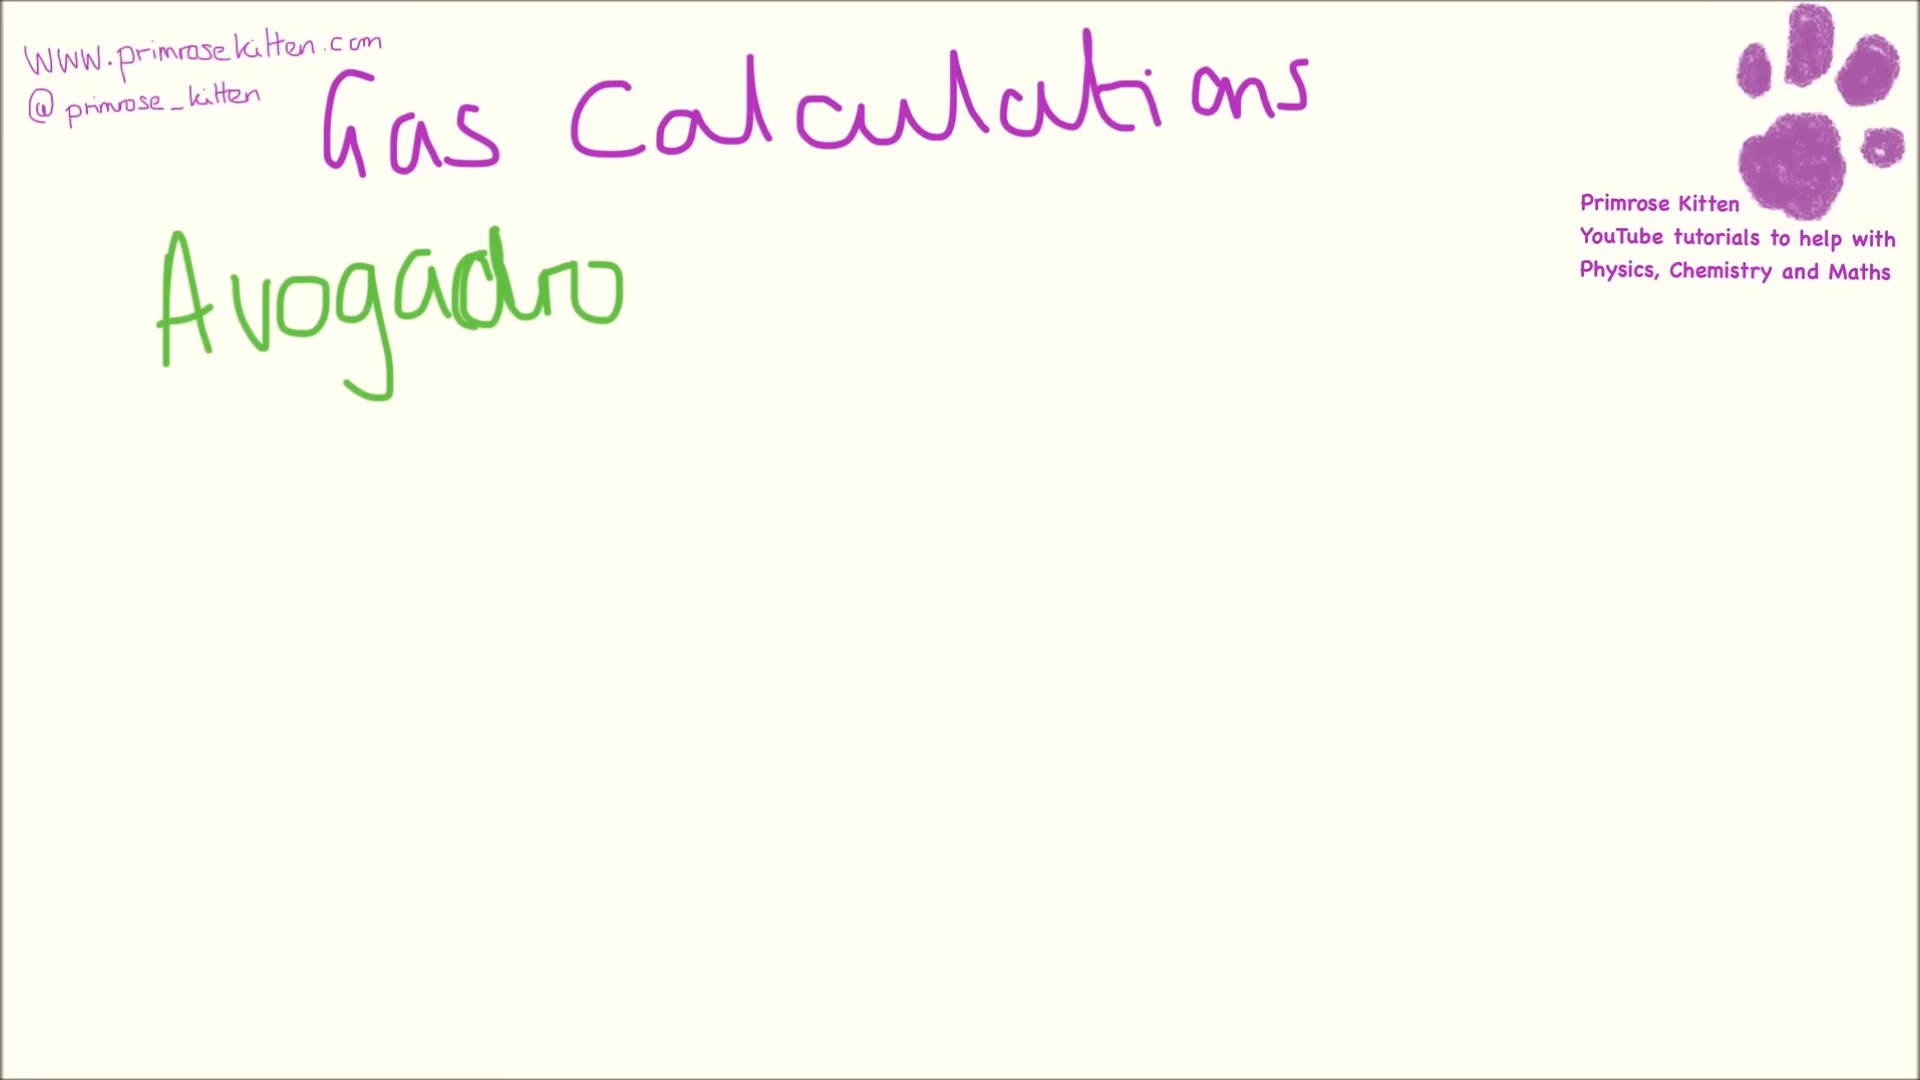 www.primrosekitten.com
@primrose_kitten
Gas Calculations
Primrose Kitten
YouTube tutorials to help with
Physics, Chemistry and Maths
Avogadro